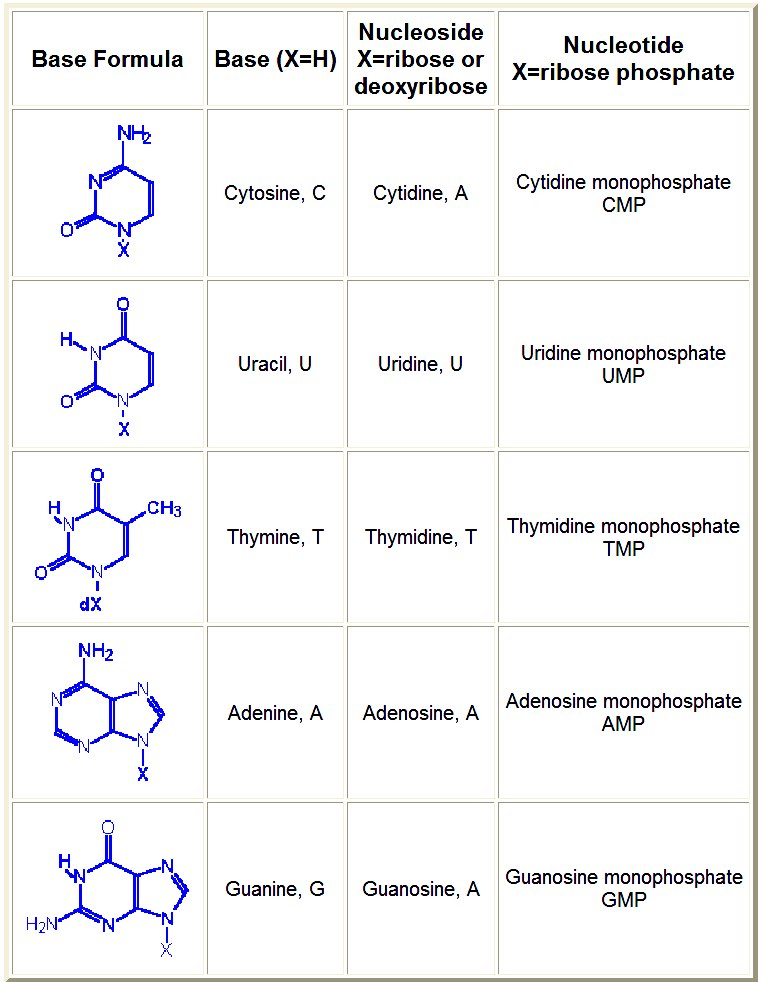 Base Formula
Base (X=H)
Nucleoside
X=ribose or
deoxyribose
Nucleotide
X=ribose phosphate
NH2
N
O
N
X
Cytosine, C
Cytidine, A
Cytidine monophosphate
CMP
O
H
N
O
N
X
Uracil, U
Uridine, U
Uridine monophosphate
UMP
O
H
CH3
N
O
N
dX
Thymine, T
Thymidine, T
Thymidine monophosphate
TMP
NH2
N
N
N
N
X
Adenine, A
Adenosine, A
Adenosine monophosphate
AMP
O
H
N
N
H2N
N
N
X
Guanine, G
Guanosine, A
Guanosine monophosphate
GMP